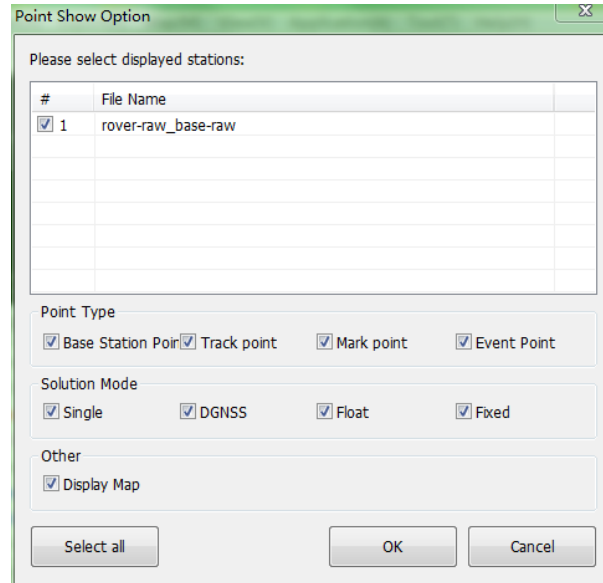 Point Show Option
Please select displayed stations:
# File Name
1 rover-raw_base-raw
Point Type
Base Station Poir Track point Mark point Event Point
Solution Mode
Single DGNSS Float Fixed
Other
Display Map
Select all OK Cancel